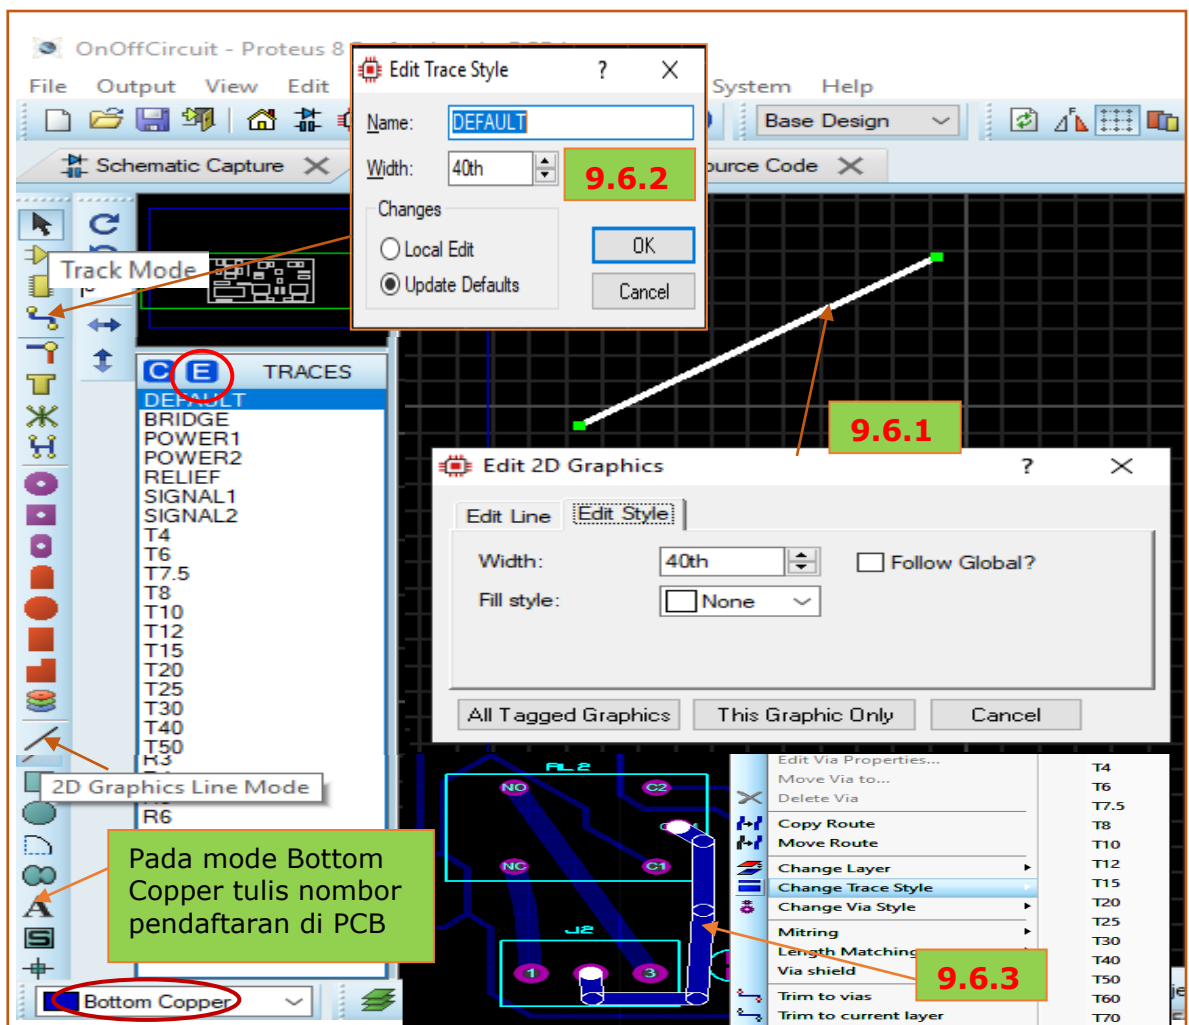 OnOffCircuit - Proteus 8
File Output View Edit System Help
Base Design
Schematic Capture
ource Code
Edit Trace Style ? X
Name: DEFAULT
Width: 40th
9.6.2
Changes
Local Edit
Update Defaults
OK
Cancel
Track Mode
C E TRACES
DEFAULT
BRIDGE
POWER1
POWER2
RELIEF
SIGNAL1
SIGNAL2
T4
T6
T7.5
T8
T10
T12
T15
T20
T25
T30
T40
T50
R3
R6
9.6.1
Edit 2D Graphics ? X
Edit Line Edit Style
Width: 40th Follow Global?
Fill style: None
All Tagged Graphics This Graphic Only Cancel
2D Graphics Line Mode
Pada mode Bottom
Copper tulis nombor
pendaftaran di PCB
A
S
Bottom Copper
RL2
NO C2
NC C1
J2
1 3
Edit Via Properties...
Move Via to...
Delete Via
Copy Route
Move Route
Change Layer
Change Trace Style
Change Via Style
Mitring
Length Matching
Via shield
Trim to vias
Trim to current layer
9.6.3
T4
T6
T7.5
T8
T10
T12
T15
T20
T25
T30
T40
T50
T60
T70